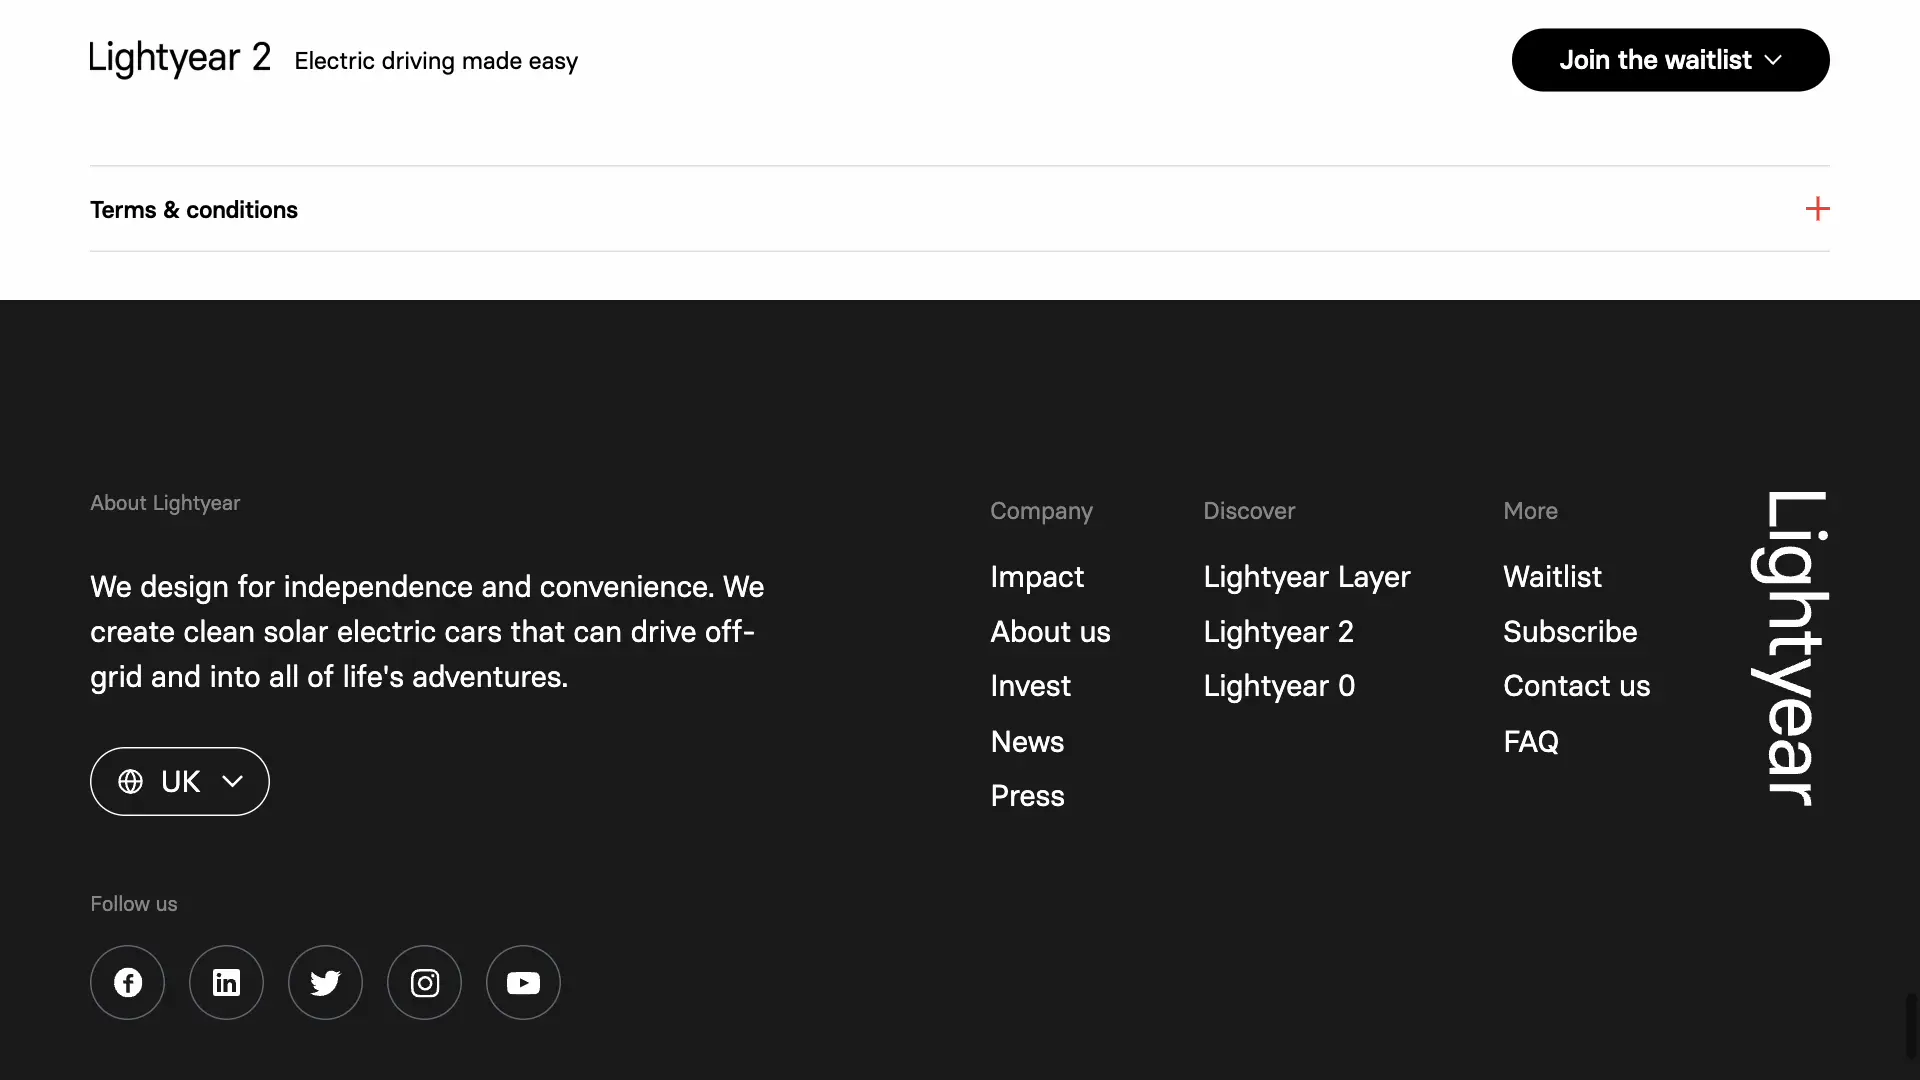 Lightyear 2 Electric driving made easy
Join the waitlist
Terms & conditions
About Lightyear
We design for independence and convenience. We
create clean solar electric cars that can drive off-
grid and into all of life's adventures.
UK
Follow us
Company
Impact
About us
Invest
News
Press
Discover
Lightyear Layer
Lightyear 2
Lightyear 0
More
Waitlist
Subscribe
Contact us
FAQ
Lightyear